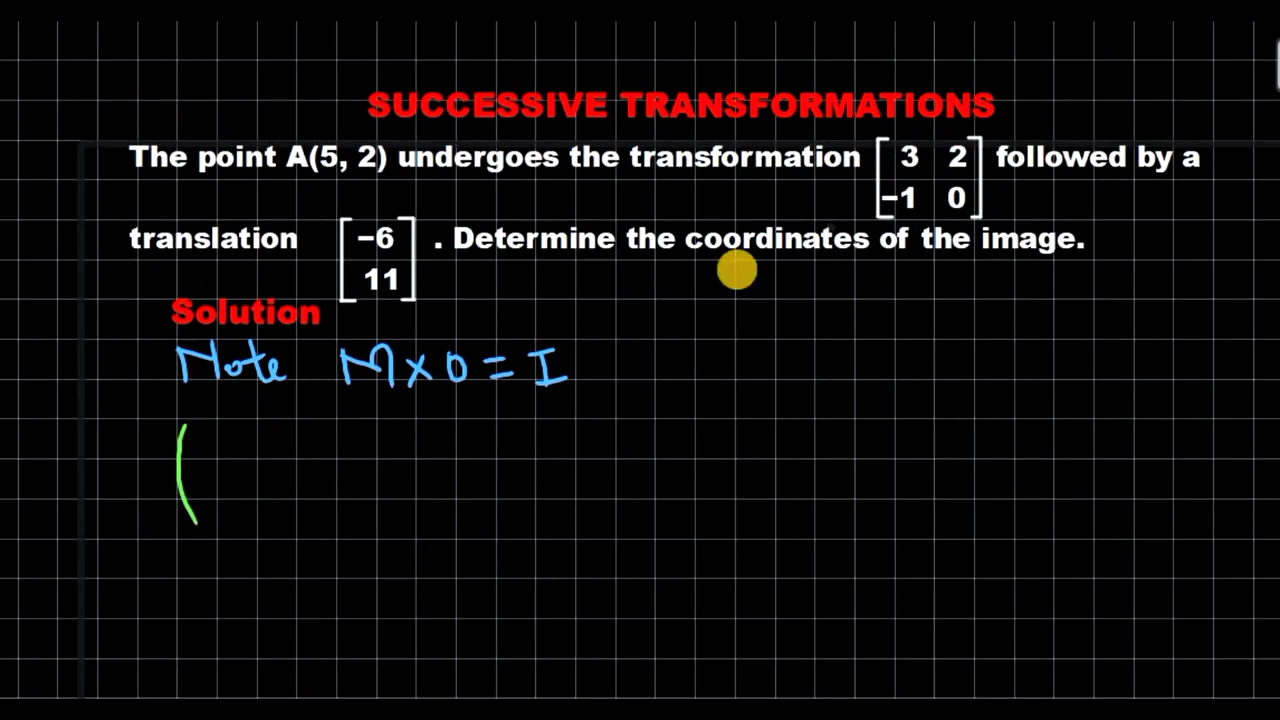 SUCCESSIVE TRANSFORMATIONS
The point A(5, 2) undergoes the transformation [3 2; −1 0] followed by a
translation [−6; 11] . Determine the coordinates of the image.
Solution
Note M × O = I
(